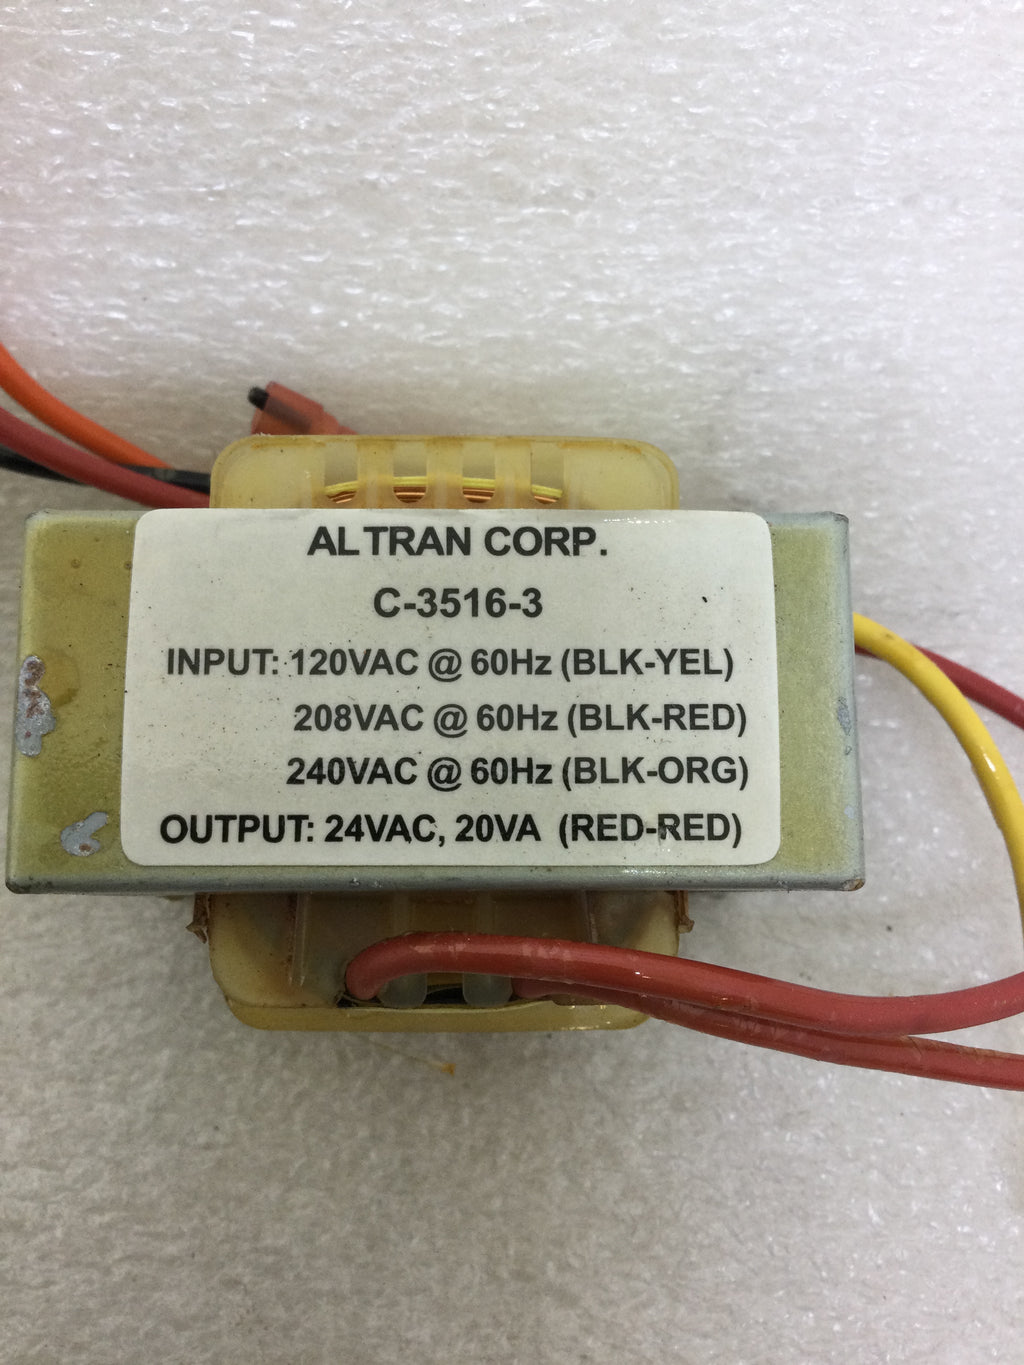 ALTRAN CORP.
C-3516-3
INPUT: 120VAC @ 60Hz (BLK-YEL)
208VAC @ 60Hz (BLK-RED)
240VAC @ 60Hz (BLK-ORG)
OUTPUT: 24VAC, 20VA (RED-RED)